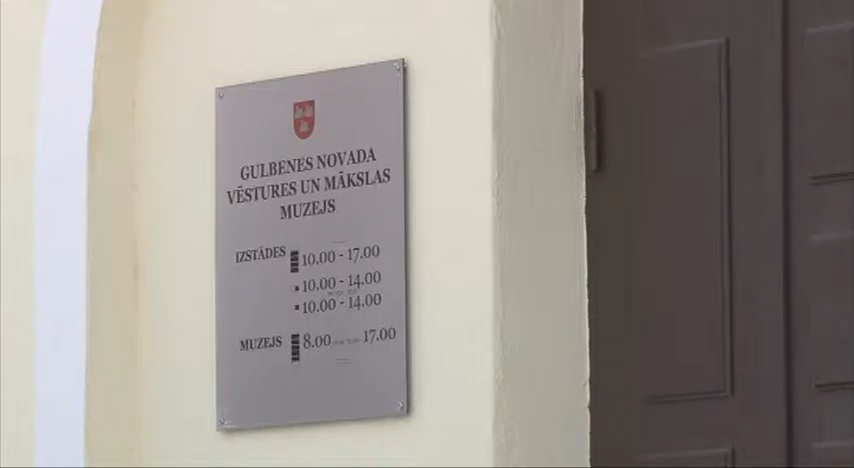 GULBENES NOVADA
VĒSTURES UN MĀKSLAS
MUZEJS
IZSTĀDES 10.00 - 17.00
10.00 - 14.00
10.00 - 14.00
MUZEJS 8.00 17.00